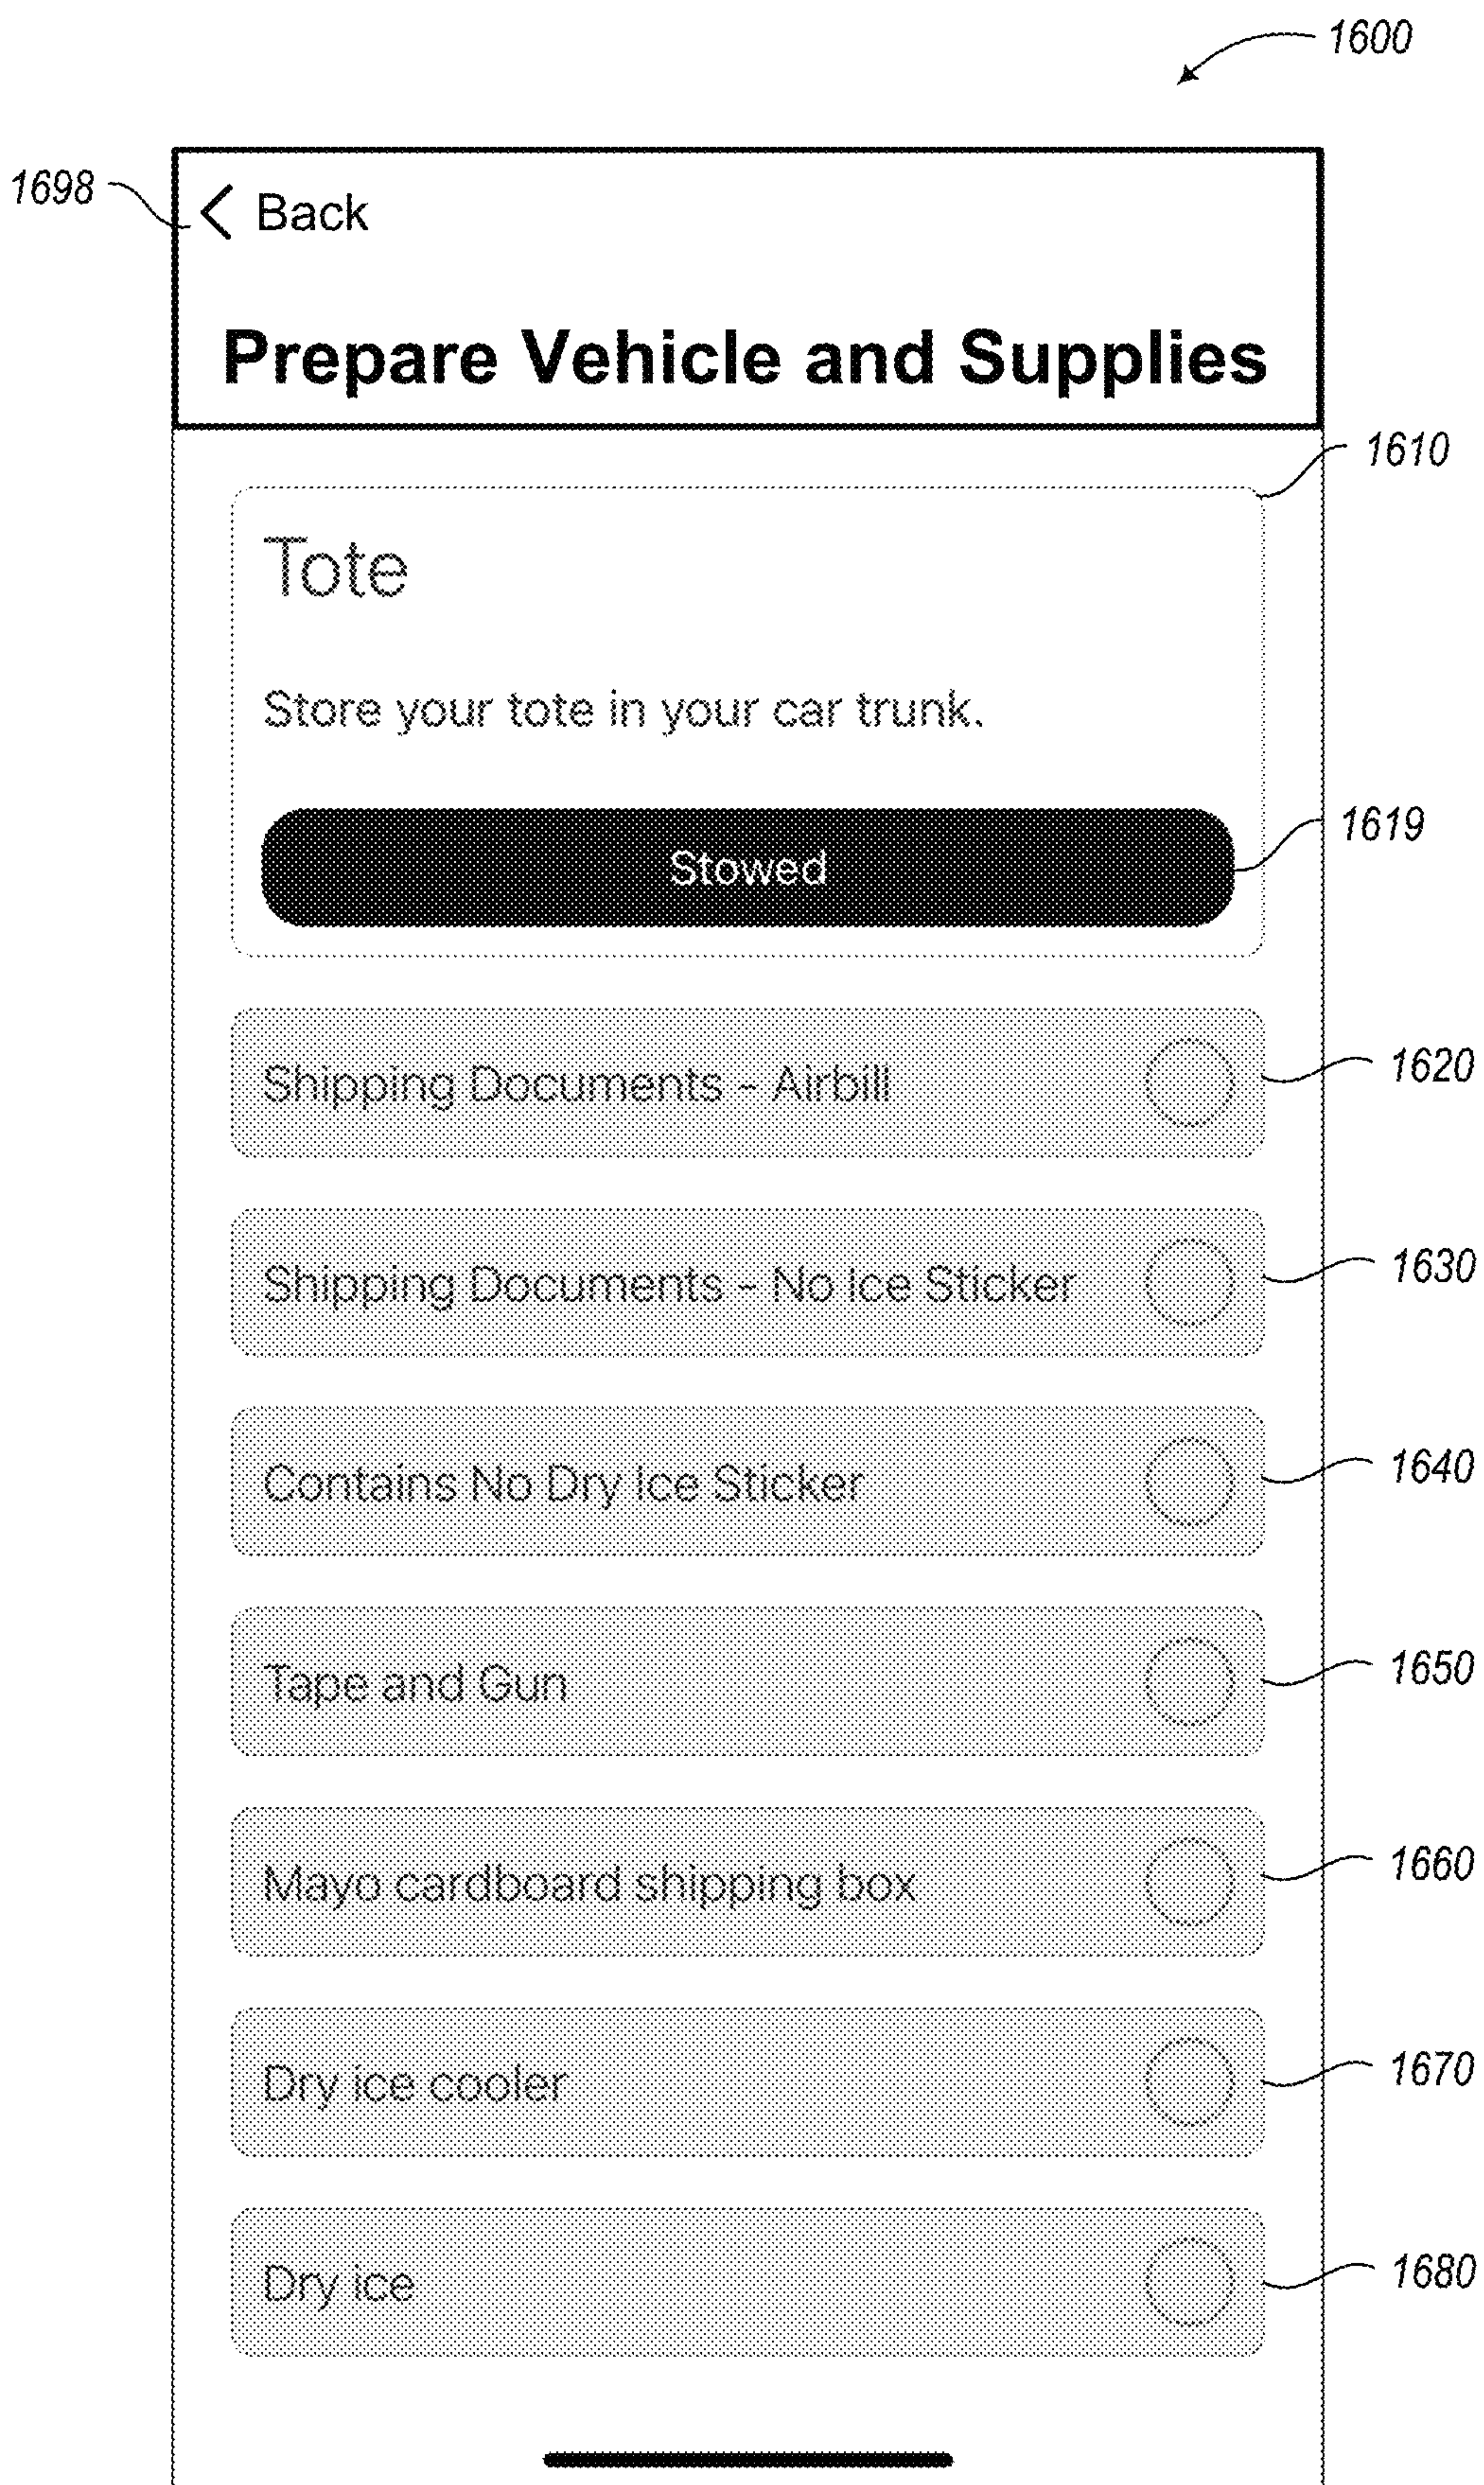 1600
1698
< Back
Prepare Vehicle and Supplies
1610
Tote
Store your tote in your car trunk.
1619
Stowed
1620
Shipping Documents – Airbill
1630
Shipping Documents – No Ice Sticker
1640
Contains No Dry Ice Sticker
1650
Tape and Gun
1660
Mayo cardboard shipping box
1670
Dry ice cooler
1680
Dry ice